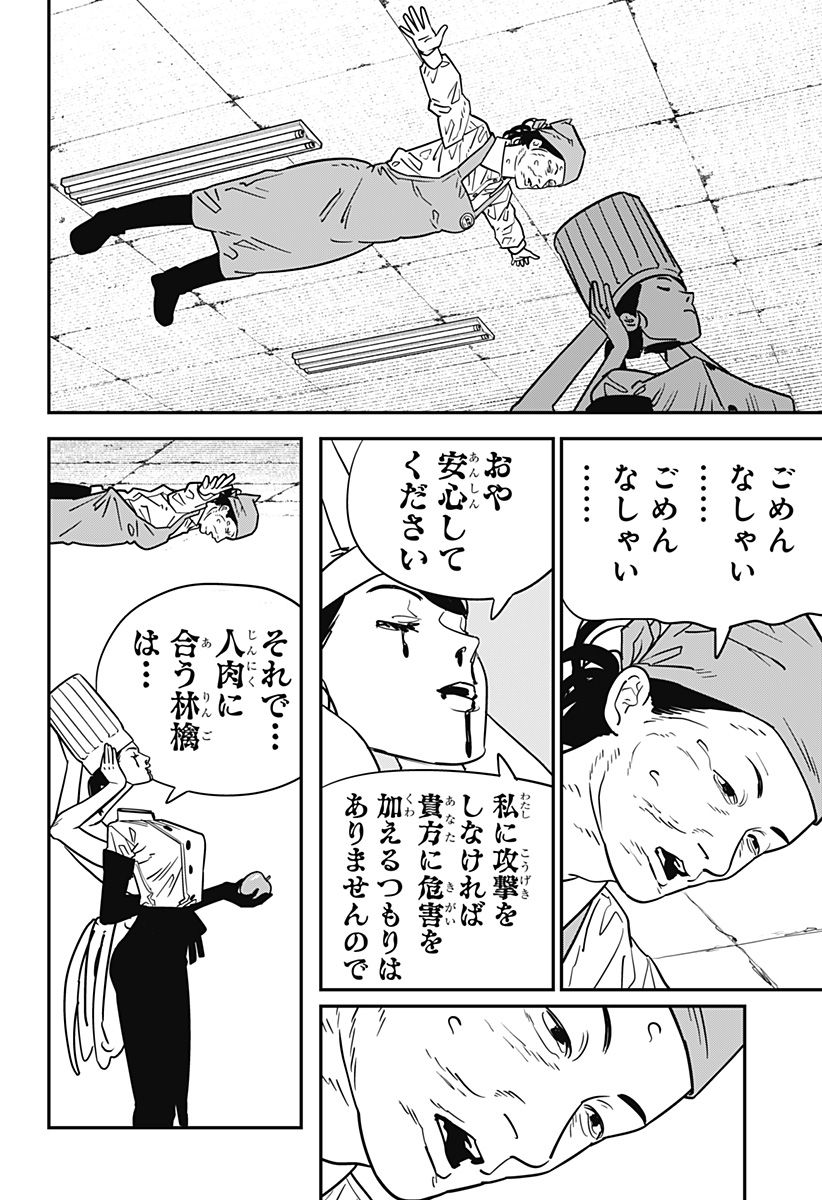 ごめん
なしゃい
……
ごめん
なしゃい
……
おや
安心して
ください
私に攻撃を
しなければ
貴方に危害を
加えるつもりは
ありませんので
それで…
人肉に
合う林檎
は…